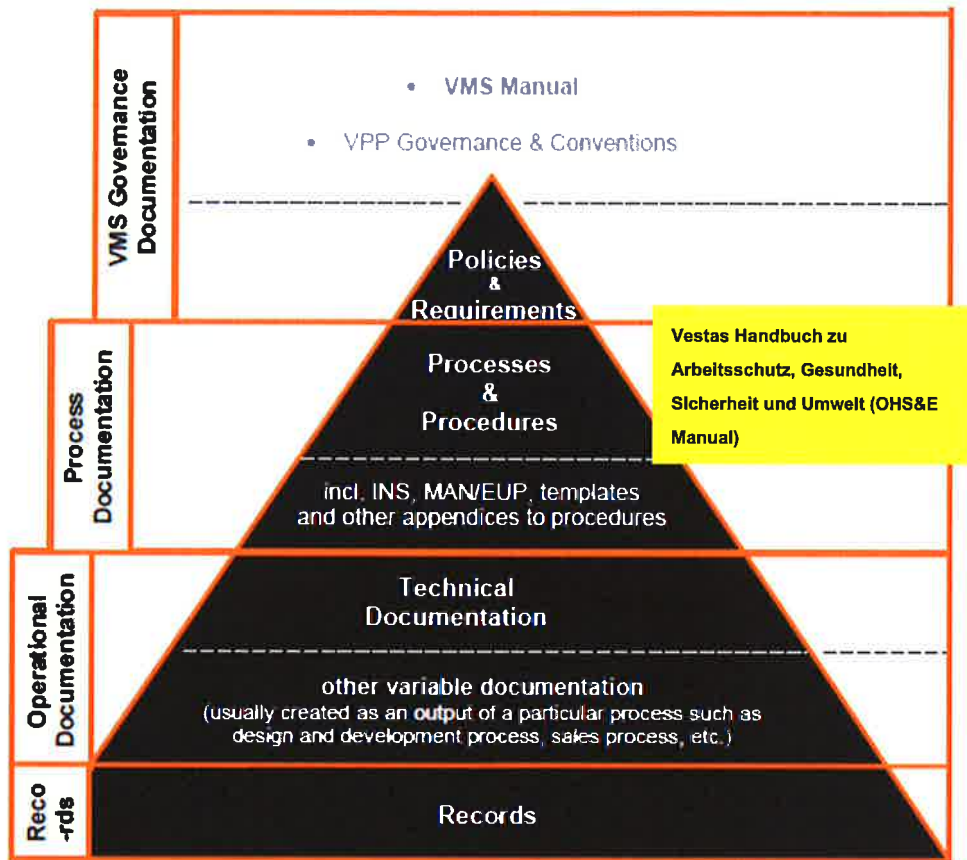 VMS Governance
Documentation
• VMS Manual
• VPP Governance & Conventions
Policies
&
Requirements
Process
Documentation
Processes
&
Procedures
Vestas Handbuch zu
Arbeitsschutz, Gesundheit,
Sicherheit und Umwelt (OHS&E
Manual)
incl. INS, MAN/EUP, templates
and other appendices to procedures
Operational
Documentation
Technical
Documentation
other variable documentation
(usually created as an output of a particular process such as
design and development process, sales process, etc.)
Reco
-rds
Records